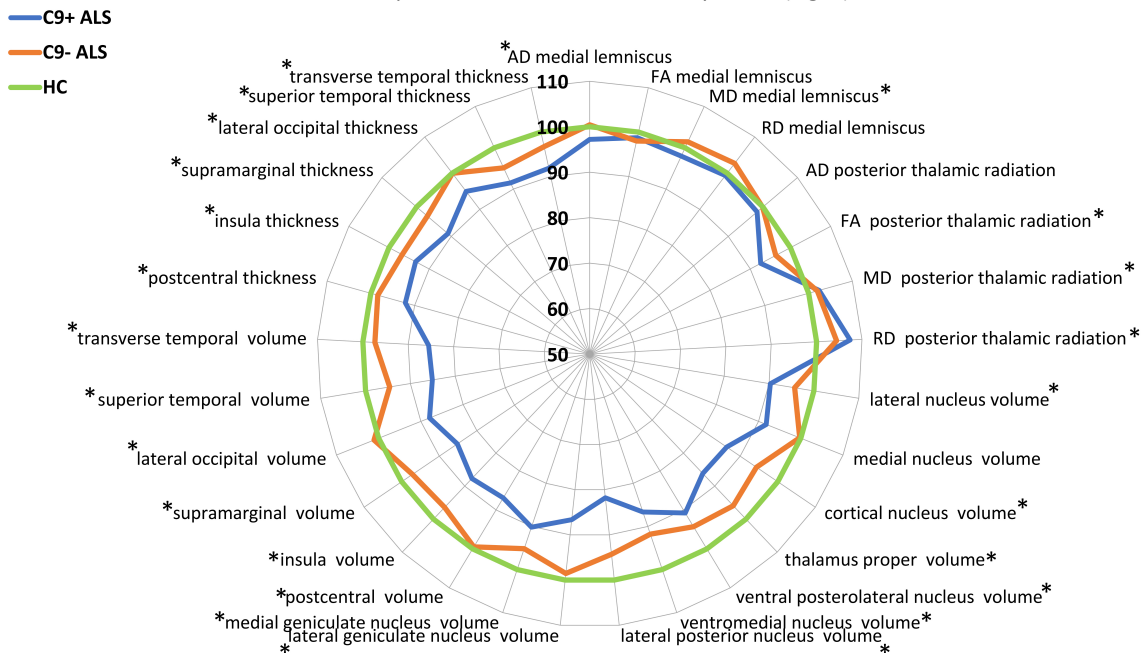 C9+ ALS
C9- ALS
HC
*AD medial lemniscus
FA medial lemniscus
MD medial lemniscus*
RD medial lemniscus
AD posterior thalamic radiation
FA posterior thalamic radiation*
MD posterior thalamic radiation*
RD posterior thalamic radiation*
lateral nucleus volume*
medial nucleus volume
cortical nucleus volume*
thalamus proper volume*
ventral posterolateral nucleus volume*
ventromedial nucleus volume*
lateral posterior nucleus volume
*
lateral geniculate nucleus volume
*
*medial geniculate nucleus volume
*postcentral volume
*insula volume
*supramarginal volume
*lateral occipital volume
*superior temporal volume
*transverse temporal volume
*postcentral thickness
*insula thickness
*supramarginal thickness
*lateral occipital thickness
*superior temporal thickness
*transverse temporal thickness
110
100
90
80
70
60
50